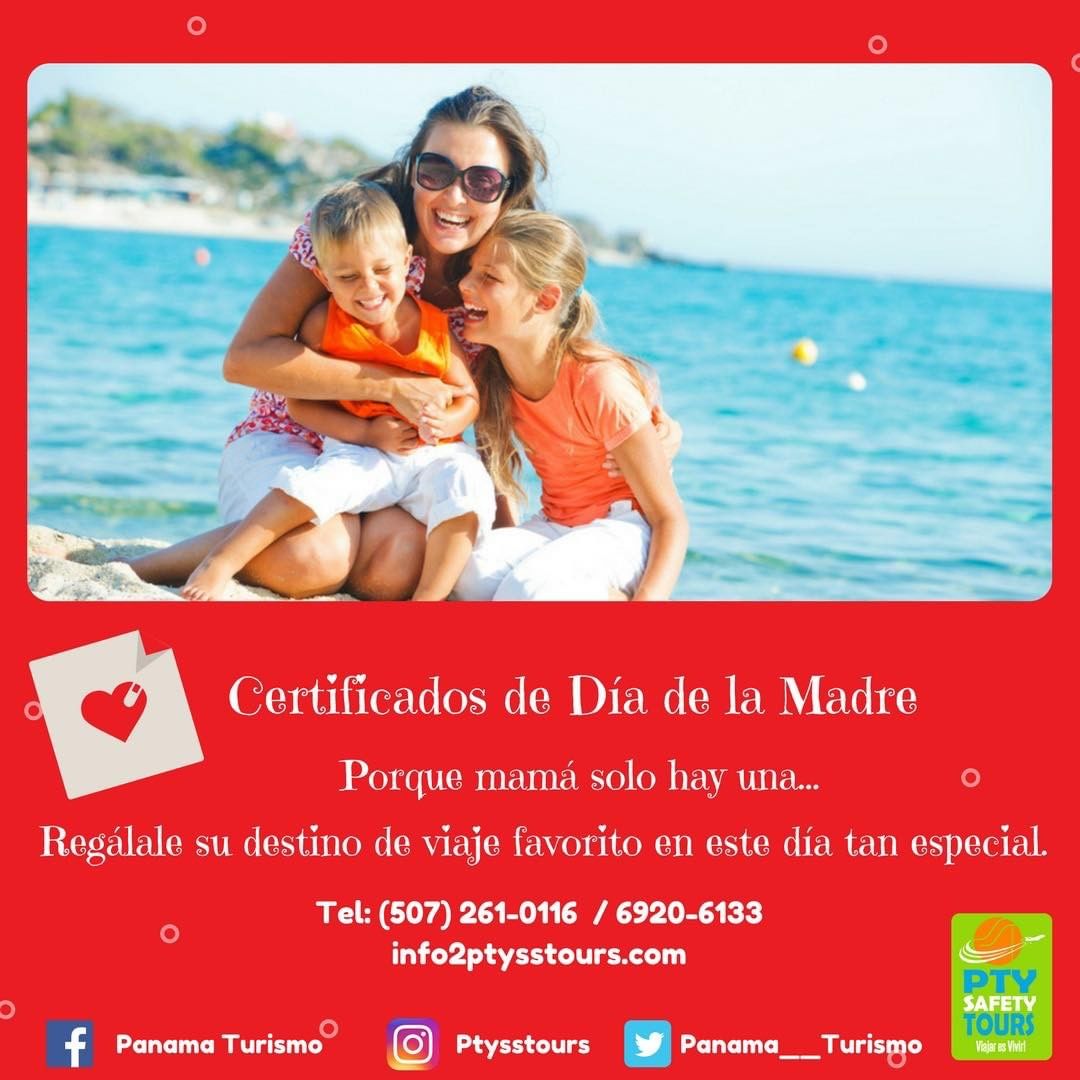 Certificados de Día de la Madre
Porque mamá solo hay una...
Regálale su destino de viaje favorito en este día tan especial.
Tel: (507) 261-0116 / 6920-6133
info2ptysstours.com
PTY
SAFETY
TOURS
Viajar es Vivir!
Panama Turismo
Ptysstours
Panama__Turismo